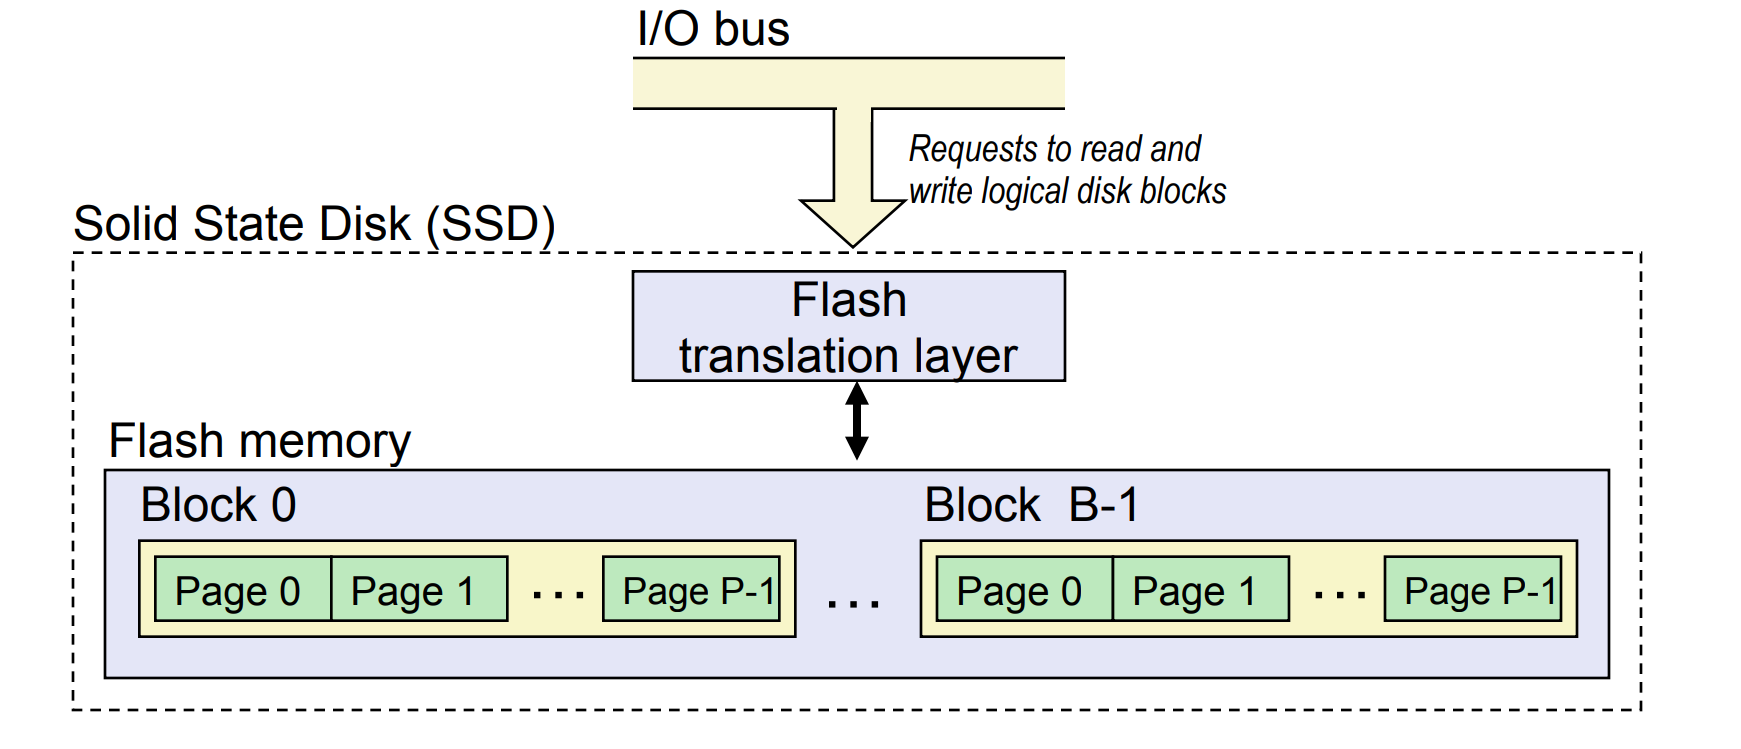 I/O bus
Requests to read and
write logical disk blocks
Solid State Disk (SSD)
Flash
translation layer
Flash memory
Block 0
Block B-1
Page 0 Page 1 ... Page P-1 ... Page 0 Page 1 ... Page P-1